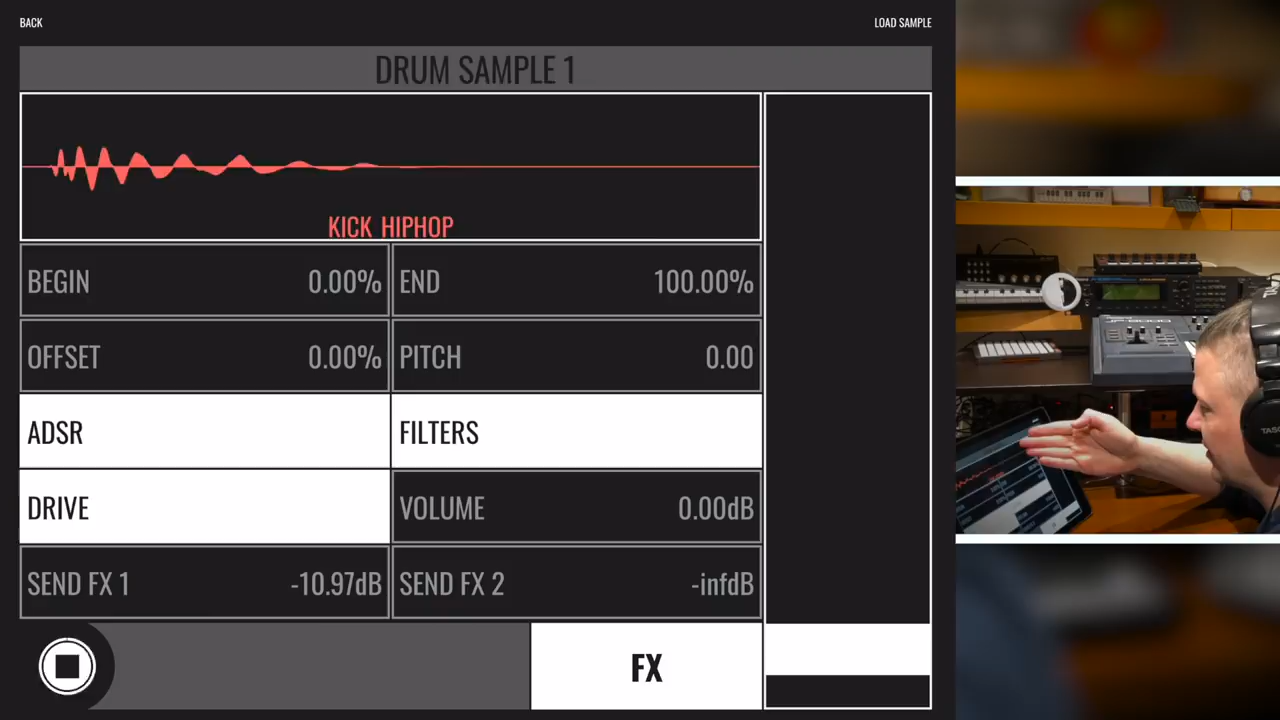 BACK
LOAD SAMPLE
DRUM SAMPLE 1
KICK HIPHOP
BEGIN 0.00% END 100.00%
OFFSET 0.00% PITCH 0.00
ADSR FILTERS
DRIVE VOLUME 0.00dB
SEND FX 1 -10.97dB SEND FX 2 -infdB
FX